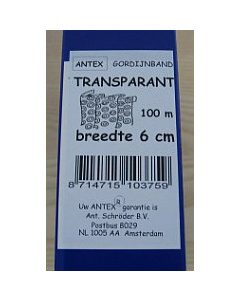 ANTEX GORDIJNBAND
TRANSPARANT
100 m
breedte 6 cm
8 714715 103759
Uw ANTEX ® garantie is
Ant. Schröder B.V.
Postbus 8029
NL 1005 AA Amsterdam